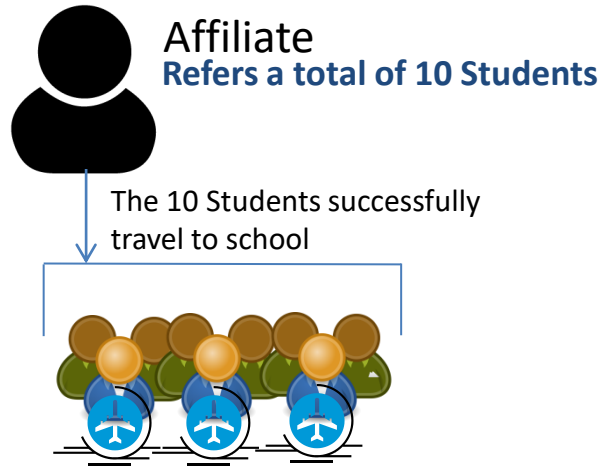 Affiliate
Refers a total of 10 Students
The 10 Students successfully
travel to school